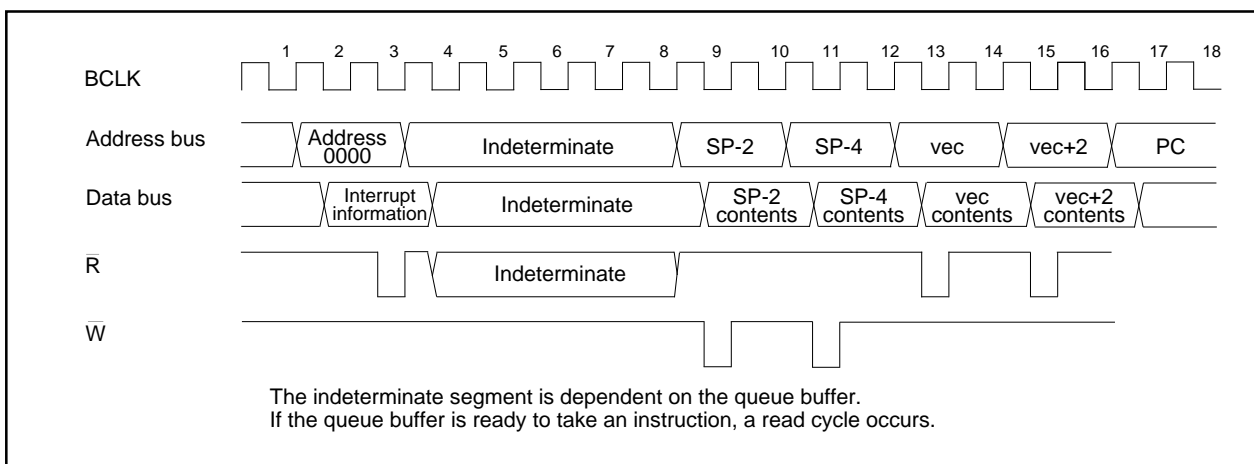 1 2 3 4 5 6 7 8 9 10 11 12 13 14 15 16 17 18
BCLK
Address bus
Address
0000
Indeterminate
SP-2
SP-4
vec
vec+2
PC
Data bus
Interrupt
information
Indeterminate
SP-2
contents
SP-4
contents
vec
contents
vec+2
contents
R̅
Indeterminate
W̅
The indeterminate segment is dependent on the queue buffer.
If the queue buffer is ready to take an instruction, a read cycle occurs.